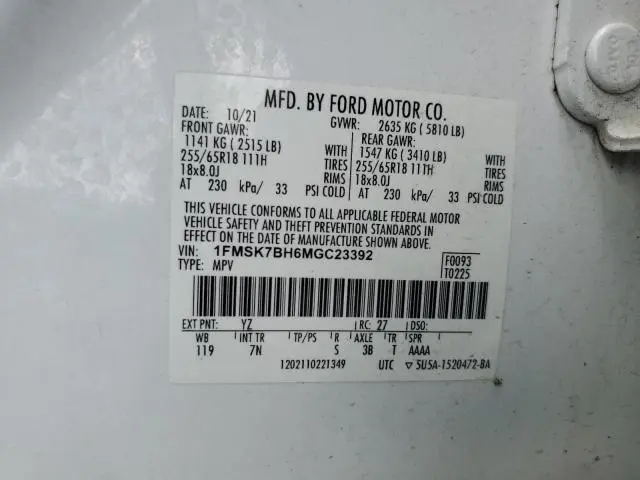 MFD. BY FORD MOTOR CO.
DATE: 10/21 GVWR: 2635 KG ( 5810 LB)
FRONT GAWR: REAR GAWR:
1141 KG ( 2515 LB) WITH 1547 KG ( 3410 LB) WITH
255/65R18 111H TIRES 255/65R18 111H TIRES
18x8.0J RIMS 18x8.0J RIMS
AT 230 kPa/ 33 PSI COLD AT 230 kPa/ 33 PSI COLD
THIS VEHICLE CONFORMS TO ALL APPLICABLE FEDERAL MOTOR
VEHICLE SAFETY AND THEFT PREVENTION STANDARDS IN
EFFECT ON THE DATE OF MANUFACTURE SHOWN ABOVE.
VIN: 1FMSK7BH6MGC23392 F0093
TYPE: MPV T0225
EXT PNT: YZ RC: 27 DSO:
WB INT TR TP/PS R AXLE TR SPR
119 7N S 3B T AAAA
1202110221349 UTC ▽ 5U5A-1520472-BA